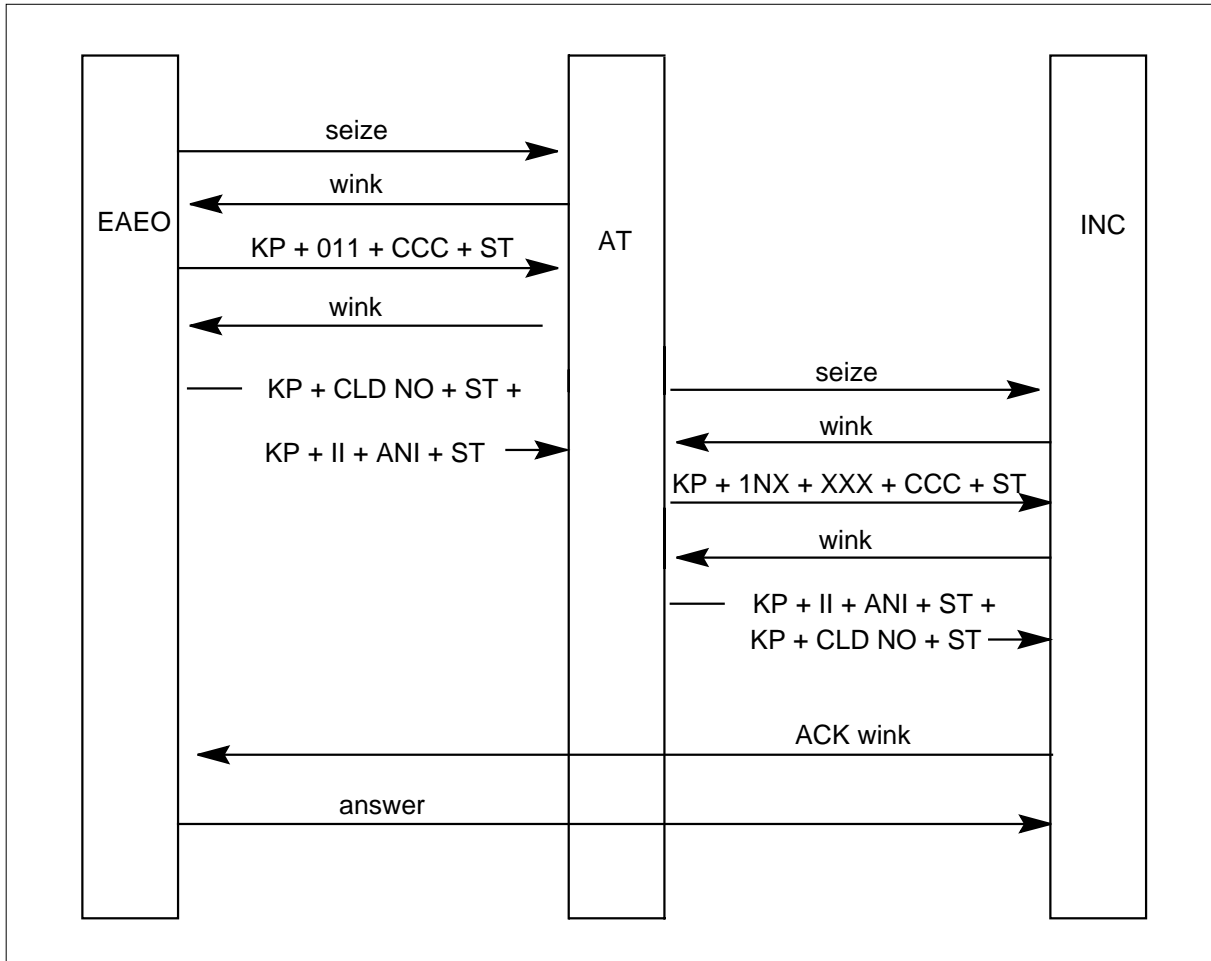 seize
wink
EAEO
AT
INC
KP + 011 + CCC + ST
wink
KP + CLD NO + ST +
seize
wink
KP + II + ANI + ST
KP + 1NX + XXX + CCC + ST
wink
KP + II + ANI + ST +
KP + CLD NO + ST
ACK wink
answer